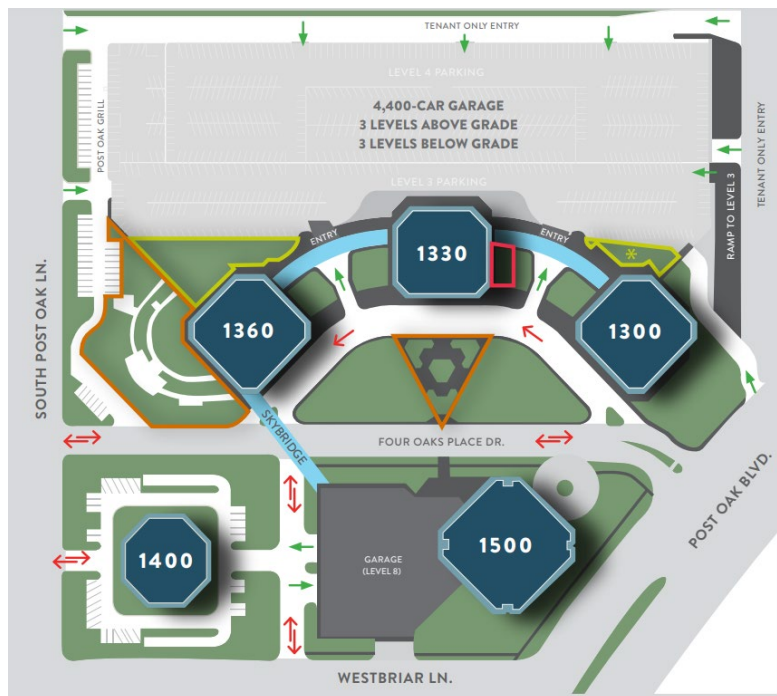 TENANT ONLY ENTRY
LEVEL 4 PARKING
4,400-CAR GARAGE
3 LEVELS ABOVE GRADE
3 LEVELS BELOW GRADE
POST OAK GRILL
TENANT ONLY ENTRY
LEVEL 3 PARKING
RAMP TO LEVEL 3
ENTRY
ENTRY
1330
1360
1300
SOUTH POST OAK LN.
SKYBRIDGE
FOUR OAKS PLACE DR.
POST OAK BLVD.
1400
GARAGE
(LEVEL 8)
1500
WESTBRIAR LN.